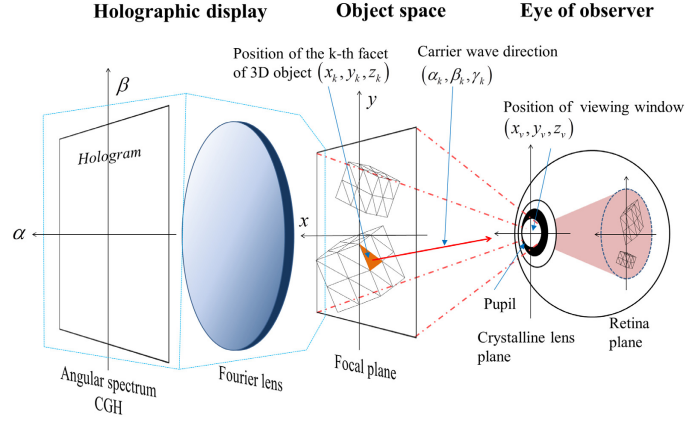 Holographic display
Object space
Eye of observer
Position of the k-th facet
of 3D object (x_k, y_k, z_k)
Carrier wave direction
(α_k, β_k, γ_k)
Position of viewing window
(x_v, y_v, z_v)
β
y
Hologram
α
x
Pupil
Crystalline lens
plane
Retina
plane
Angular spectrum
CGH
Fourier lens
Focal plane